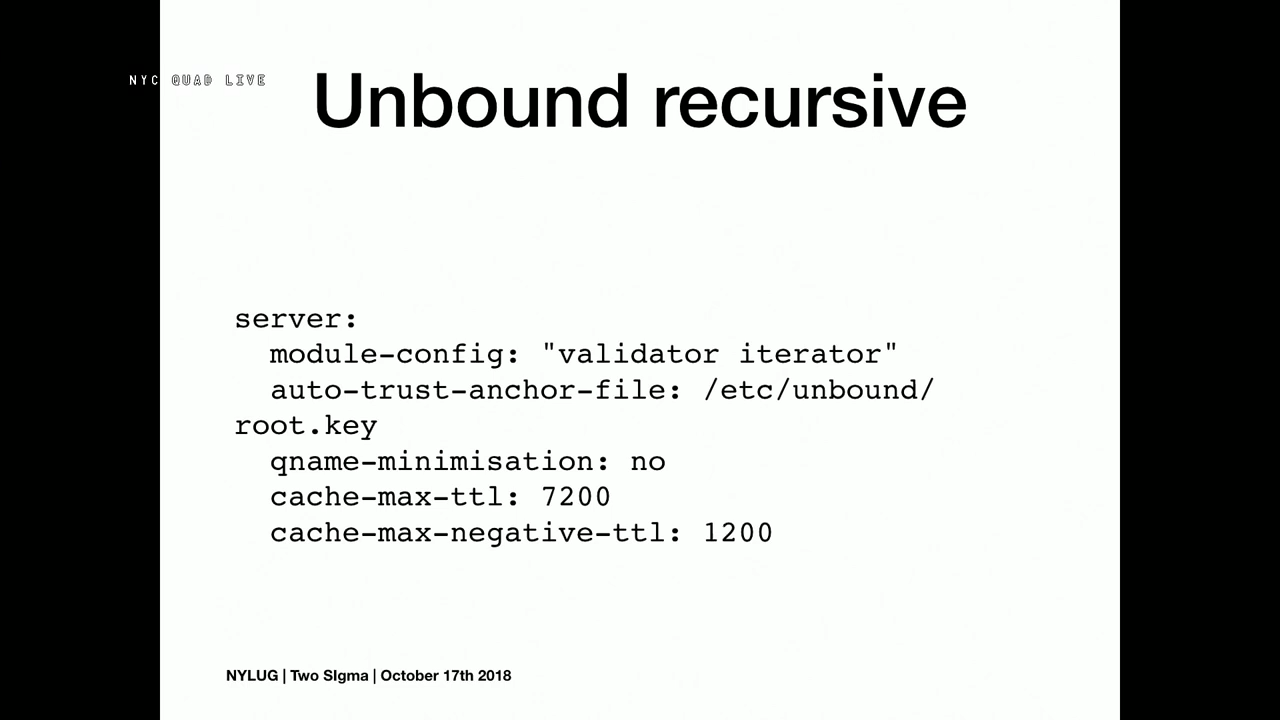 NYC QUAD LIVE
Unbound recursive
server:
  module-config: "validator iterator"
  auto-trust-anchor-file: /etc/unbound/
root.key
  qname-minimisation: no
  cache-max-ttl: 7200
  cache-max-negative-ttl: 1200
NYLUG | Two SIgma | October 17th 2018